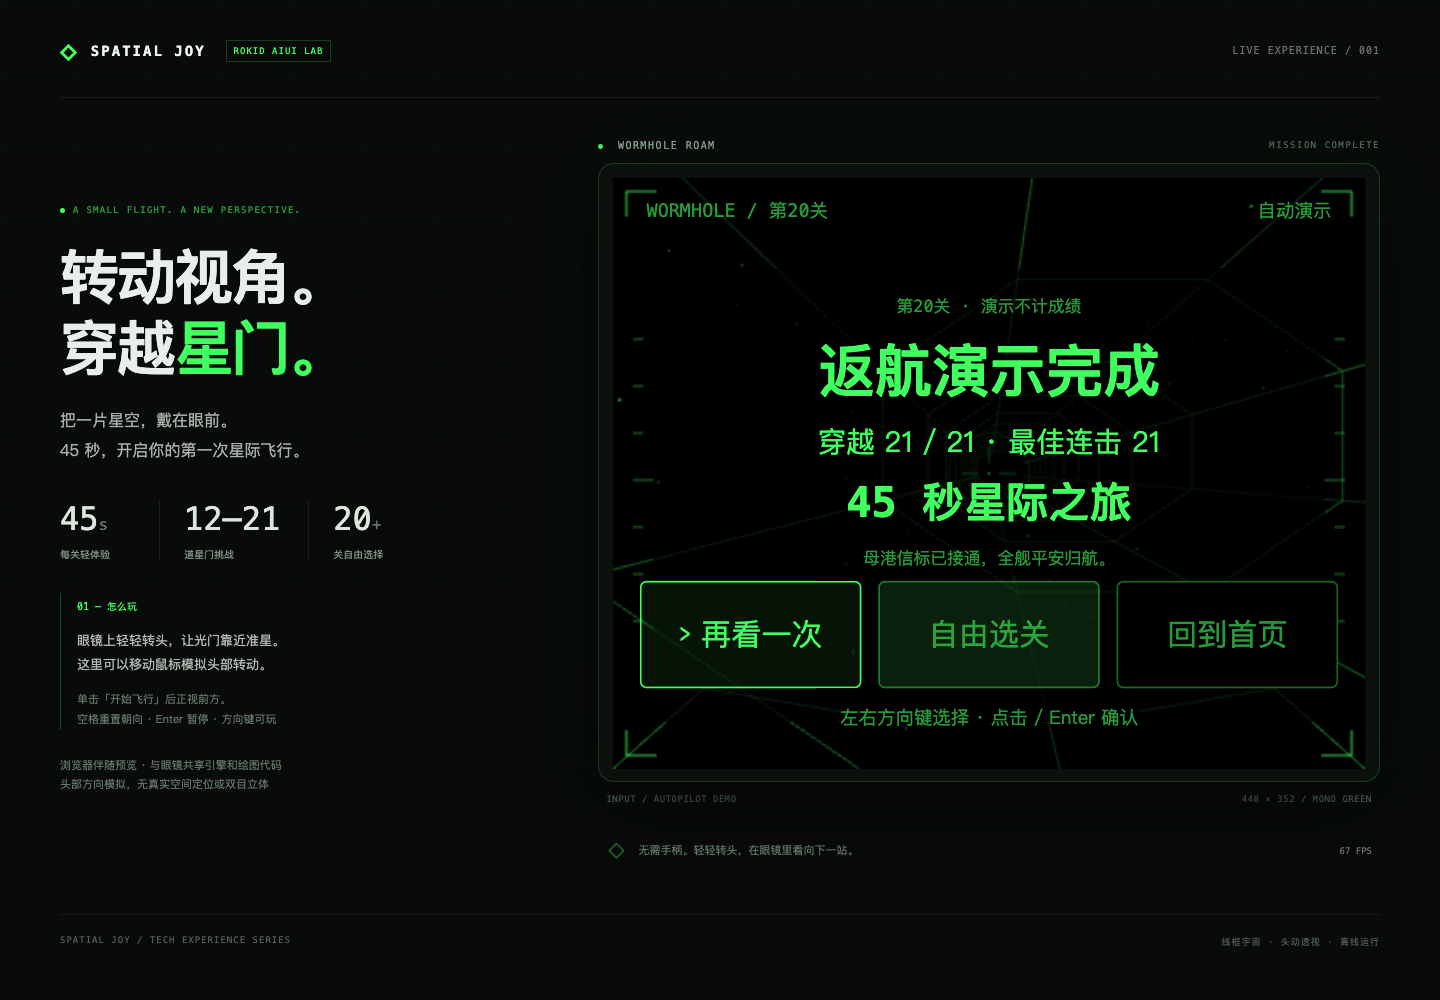 SPATIAL JOY
ROKID AIUI LAB
LIVE EXPERIENCE / 001
A SMALL FLIGHT. A NEW PERSPECTIVE.
转动视角。
穿越星门。
把一片星空，戴在眼前。
45 秒，开启你的第一次星际飞行。
45s
每关轻体验
12—21
道星门挑战
20+
关自由选择
01 — 怎么玩
眼镜上轻轻转头，让光门靠近准星。
这里可以移动鼠标模拟头部转动。
单击「开始飞行」后正视前方。
空格重置朝向 · Enter 暂停 · 方向键可玩
浏览器伴随预览 · 与眼镜共享引擎和绘图代码
头部方向模拟，无真实空间定位或双目立体
WORMHOLE ROAM
MISSION COMPLETE
WORMHOLE / 第20关
自动演示
第20关 · 演示不计成绩
返航演示完成
穿越 21 / 21 · 最佳连击 21
45 秒星际之旅
母港信标已接通，全舰平安归航。
› 再看一次
自由选关
回到首页
左右方向键选择 · 点击 / Enter 确认
INPUT / AUTOPILOT DEMO
448 × 352 / MONO GREEN
无需手柄。轻轻转头，在眼镜里看向下一站。
67 FPS
SPATIAL JOY / TECH EXPERIENCE SERIES
线框宇宙 · 头动透视 · 离线运行